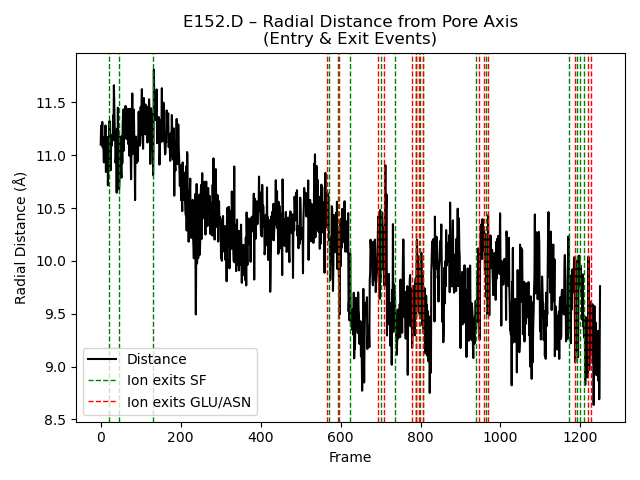 E152.D – Radial Distance from Pore Axis
(Entry & Exit Events)
Radial Distance (Å)
11.5
11.0
10.5
10.0
9.5
9.0
8.5
Distance
Ion exits SF
Ion exits GLU/ASN
0 200 400 600 800 1000 1200
Frame